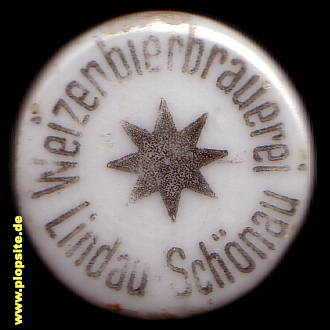 Weizenbierbrauerei
Lindau Schönau
www.plopsite.de